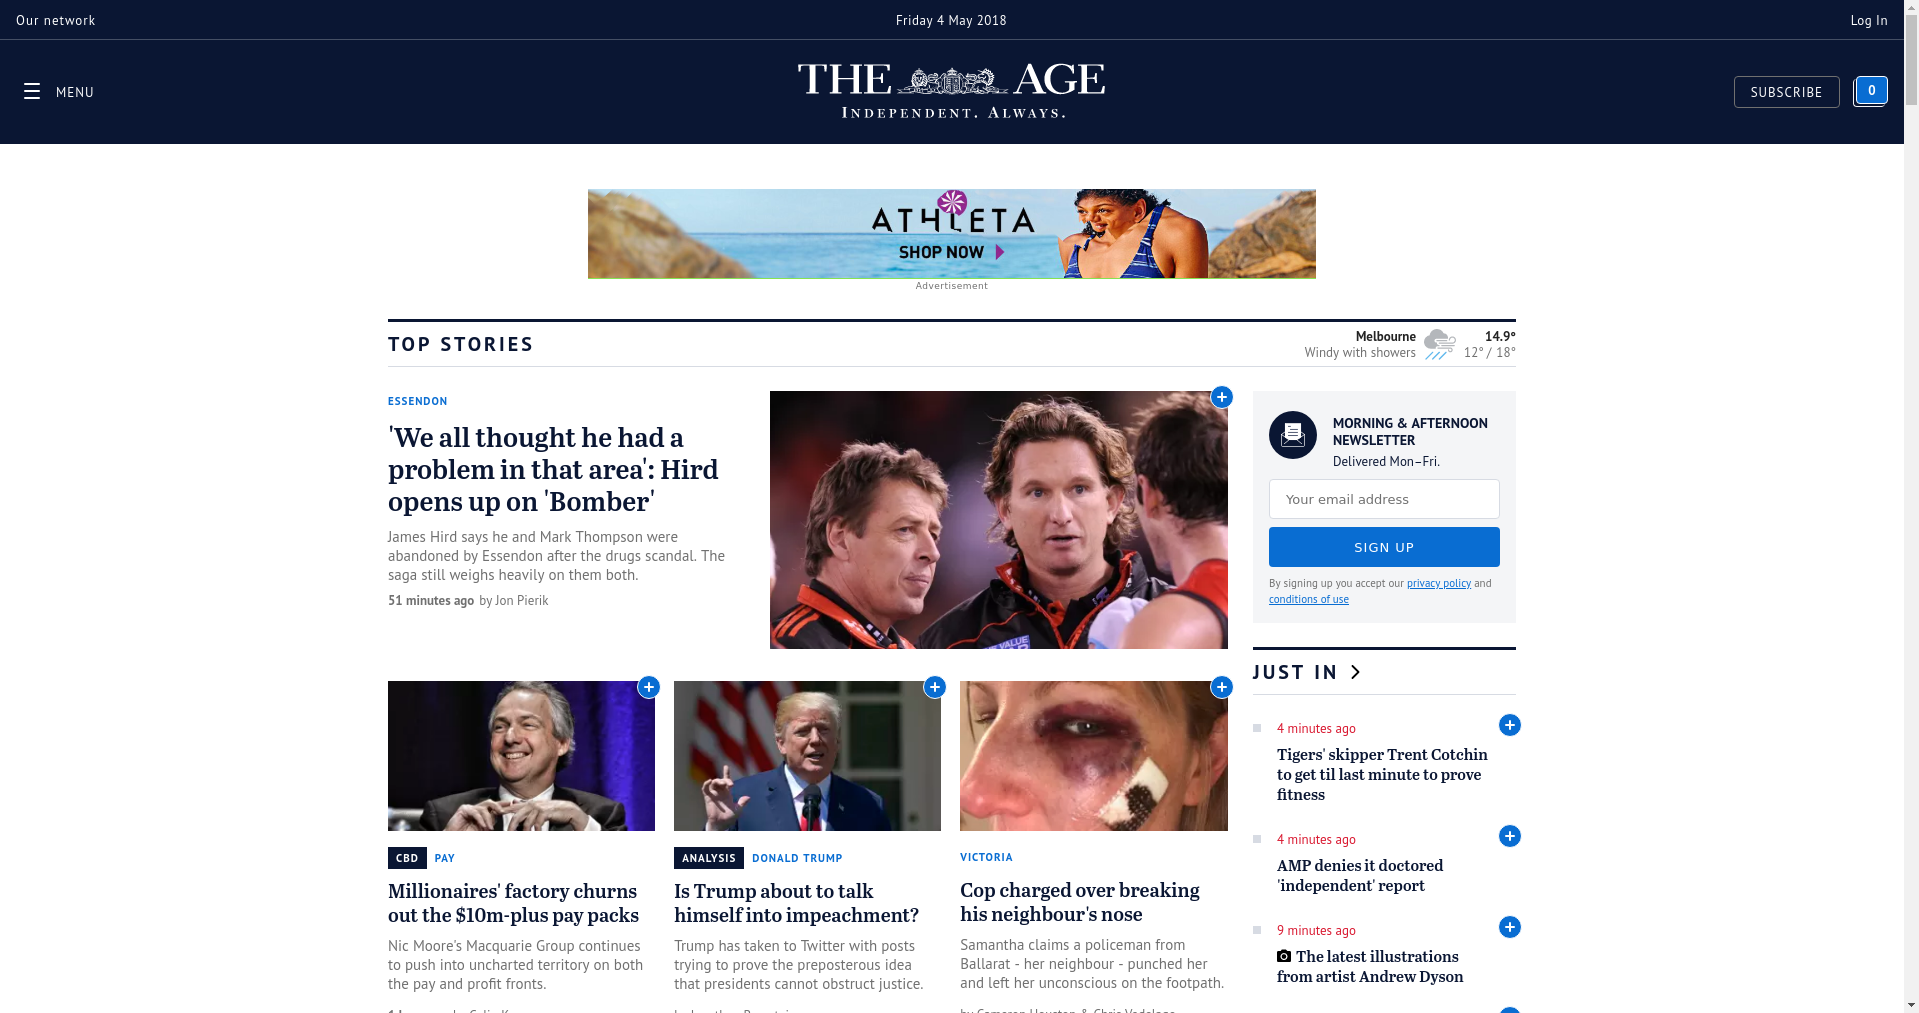 Our network
Friday 4 May 2018
Log In
MENU
THE AGE
INDEPENDENT. ALWAYS.
SUBSCRIBE
0
ATHLETA
SHOP NOW
Advertisement
TOP STORIES
Melbourne
Windy with showers
14.9°
12° / 18°
ESSENDON
'We all thought he had a
problem in that area': Hird
opens up on 'Bomber'
James Hird says he and Mark Thompson were
abandoned by Essendon after the drugs scandal. The
saga still weighs heavily on them both.
51 minutes ago by Jon Pierik
MORNING & AFTERNOON
NEWSLETTER
Delivered Mon–Fri.
Your email address
SIGN UP
By signing up you accept our privacy policy and
conditions of use
CBD PAY
Millionaires' factory churns
out the $10m-plus pay packs
Nic Moore's Macquarie Group continues
to push into uncharted territory on both
the pay and profit fronts.
ANALYSIS DONALD TRUMP
Is Trump about to talk
himself into impeachment?
Trump has taken to Twitter with posts
trying to prove the preposterous idea
that presidents cannot obstruct justice.
VICTORIA
Cop charged over breaking
his neighbour's nose
Samantha claims a policeman from
Ballarat - her neighbour - punched her
and left her unconscious on the footpath.
JUST IN
4 minutes ago
Tigers' skipper Trent Cotchin
to get til last minute to prove
fitness
4 minutes ago
AMP denies it doctored
'independent' report
9 minutes ago
The latest illustrations
from artist Andrew Dyson